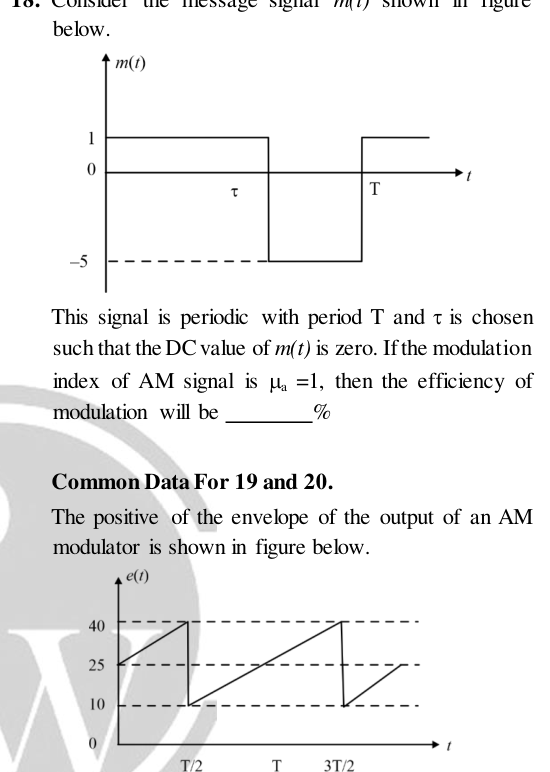 18. Consider the message signal m(t) shown in figure
below.
m(t)
1
0
t
τ
T
–5
This signal is periodic with period T and τ is chosen
such that the DC value of m(t) is zero. If the modulation
index of AM signal is μa =1, then the efficiency of
modulation will be ________%
Common Data For 19 and 20.
The positive of the envelope of the output of an AM
modulator is shown in figure below.
e(t)
40
25
10
0
t
T/2
T
3T/2